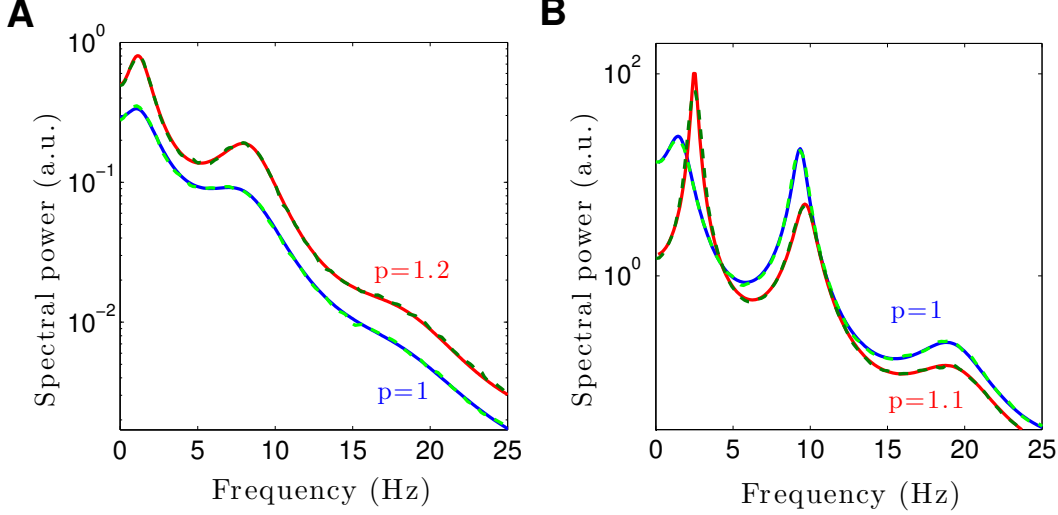 A
Spectral power (a.u.)
10^0
10^-1
10^-2
p=1.2
p=1
0 5 10 15 20 25
Frequency (Hz)
B
Spectral power (a.u.)
10^2
10^0
p=1
p=1.1
0 5 10 15 20 25
Frequency (Hz)